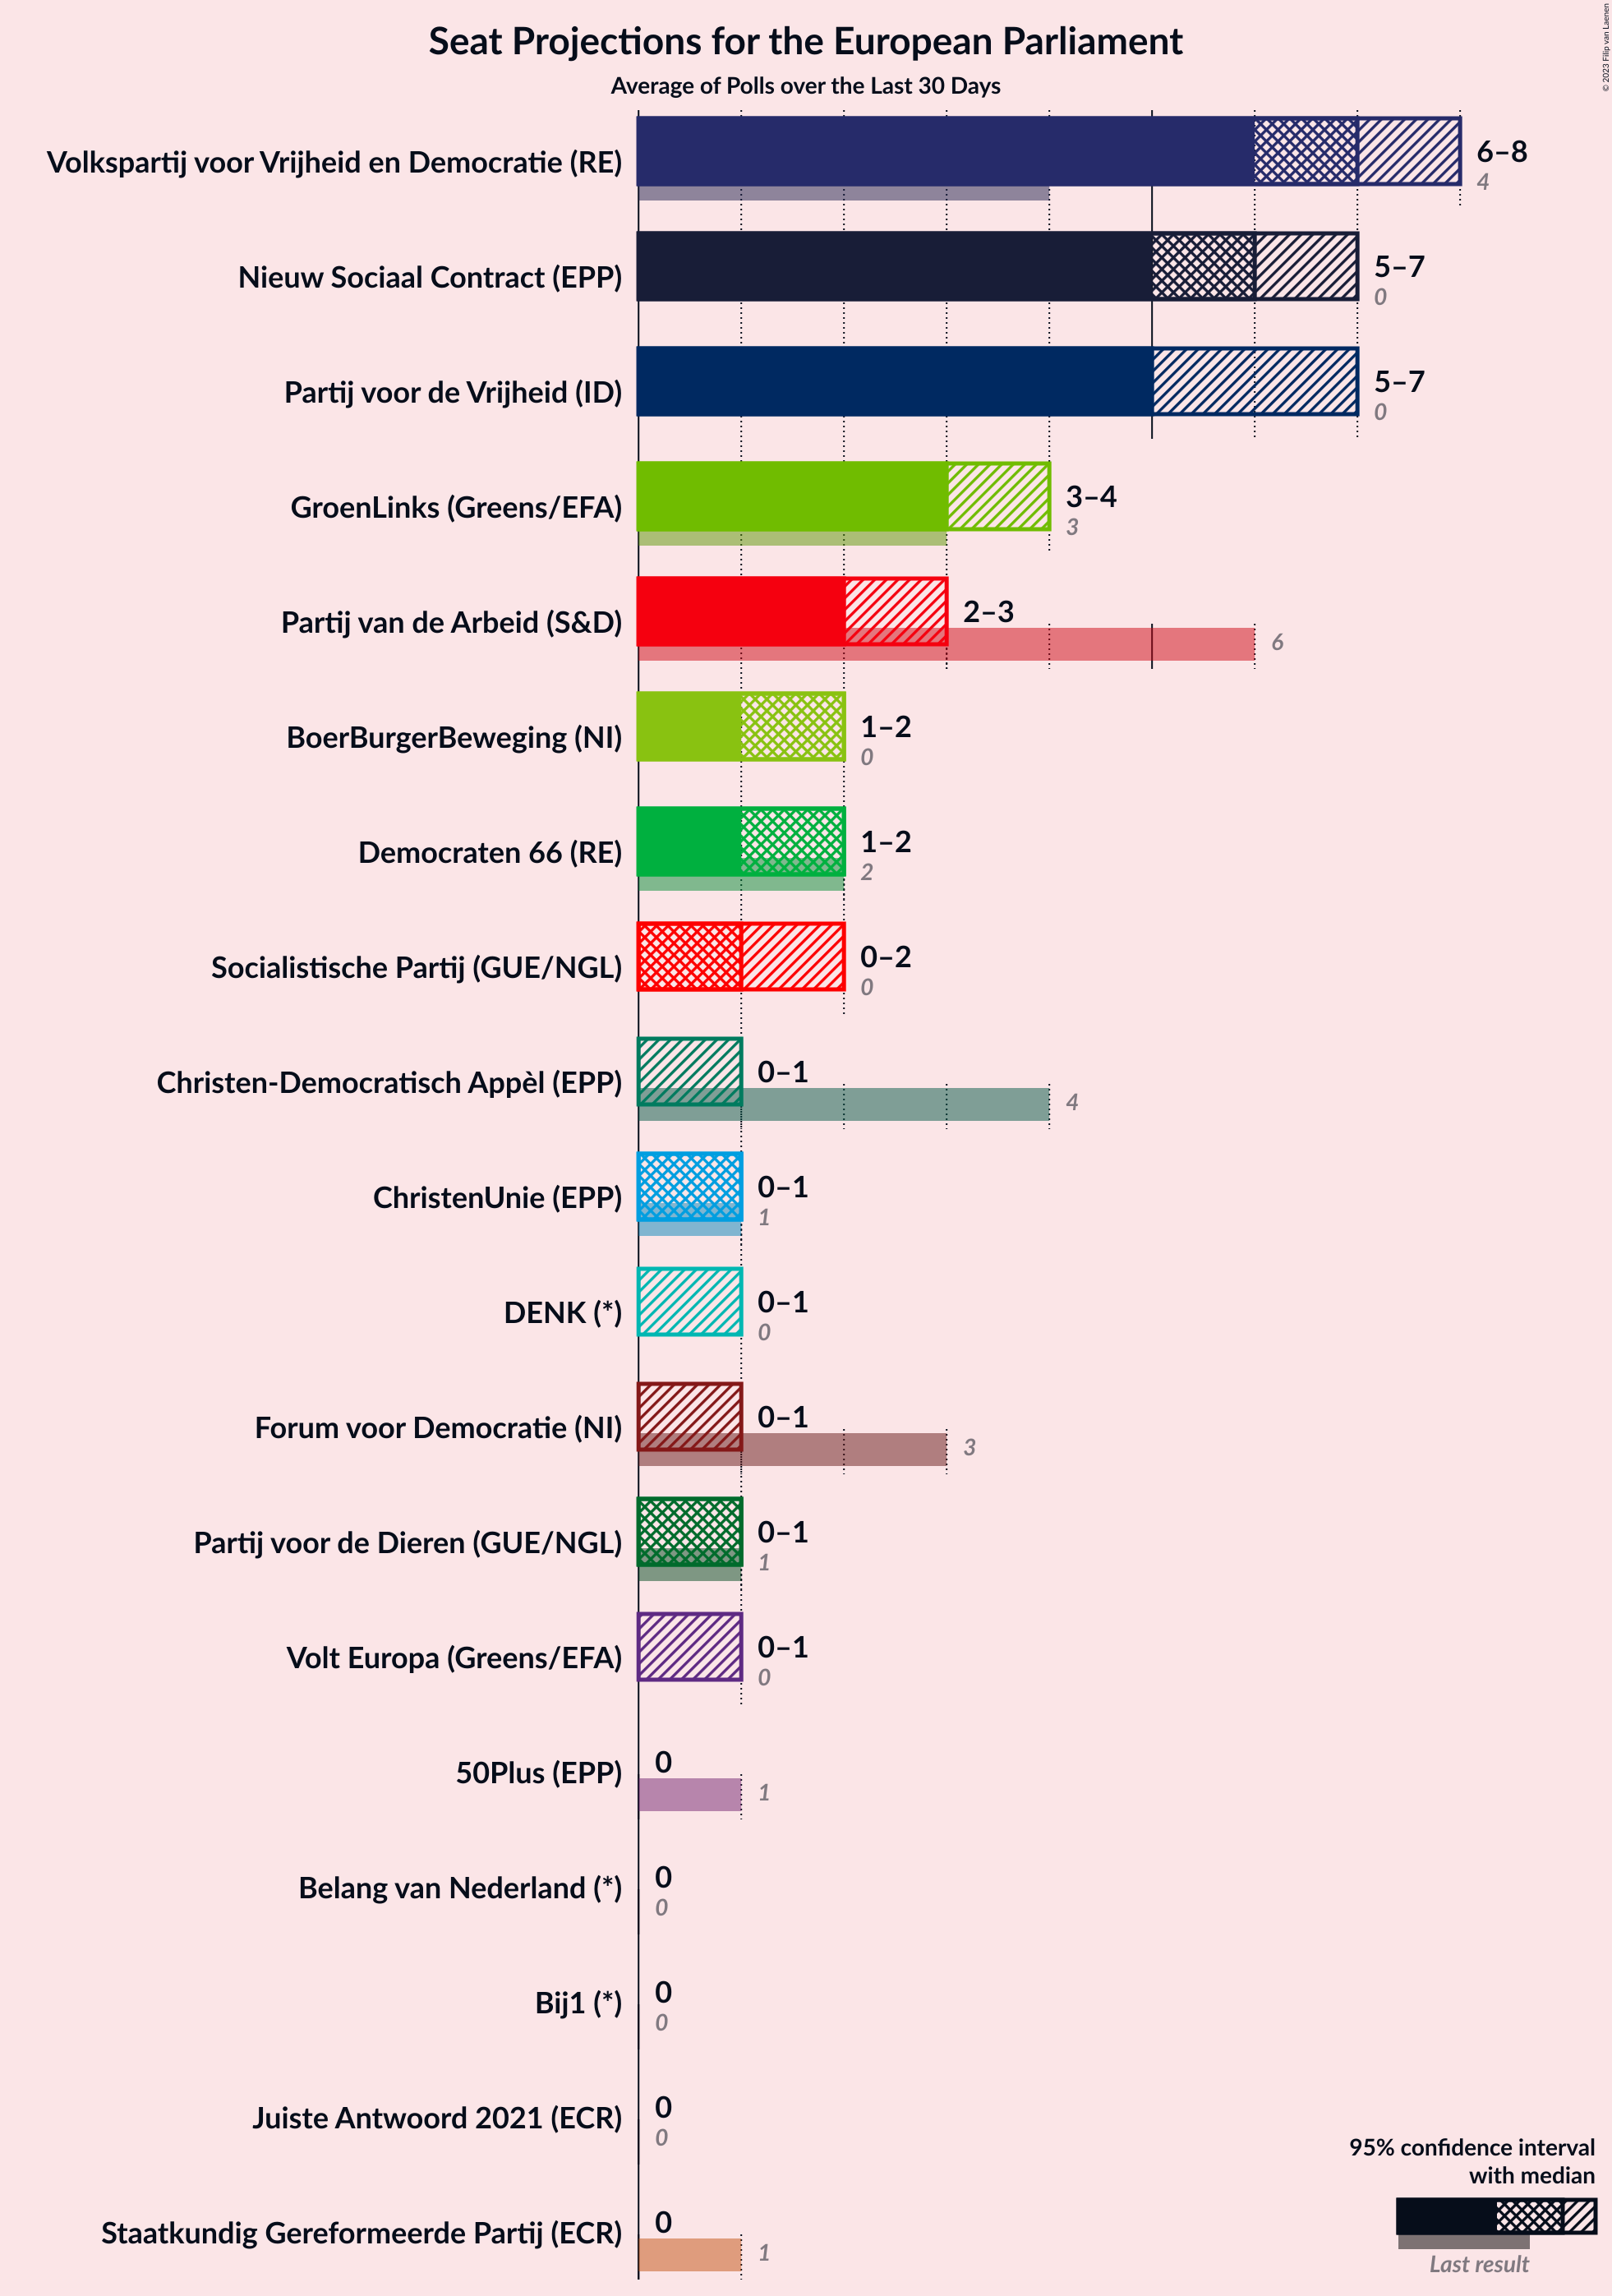 © 2023 Filip van Laenen
Seat Projections for the European Parliament
Average of Polls over the Last 30 Days
Volkspartij voor Vrijheid en Democratie (RE)
6–8
4
Nieuw Sociaal Contract (EPP)
5–7
0
Partij voor de Vrijheid (ID)
5–7
0
GroenLinks (Greens/EFA)
3–4
3
Partij van de Arbeid (S&D)
2–3
6
BoerBurgerBeweging (NI)
1–2
0
Democraten 66 (RE)
1–2
2
Socialistische Partij (GUE/NGL)
0–2
0
Christen-Democratisch Appèl (EPP)
0–1
4
ChristenUnie (EPP)
0–1
1
DENK (*)
0–1
0
Forum voor Democratie (NI)
0–1
3
Partij voor de Dieren (GUE/NGL)
0–1
1
Volt Europa (Greens/EFA)
0–1
0
50Plus (EPP)
0
1
Belang van Nederland (*)
0
0
Bij1 (*)
0
0
Juiste Antwoord 2021 (ECR)
0
0
Staatkundig Gereformeerde Partij (ECR)
0
1
95% confidence interval
with median
Last result